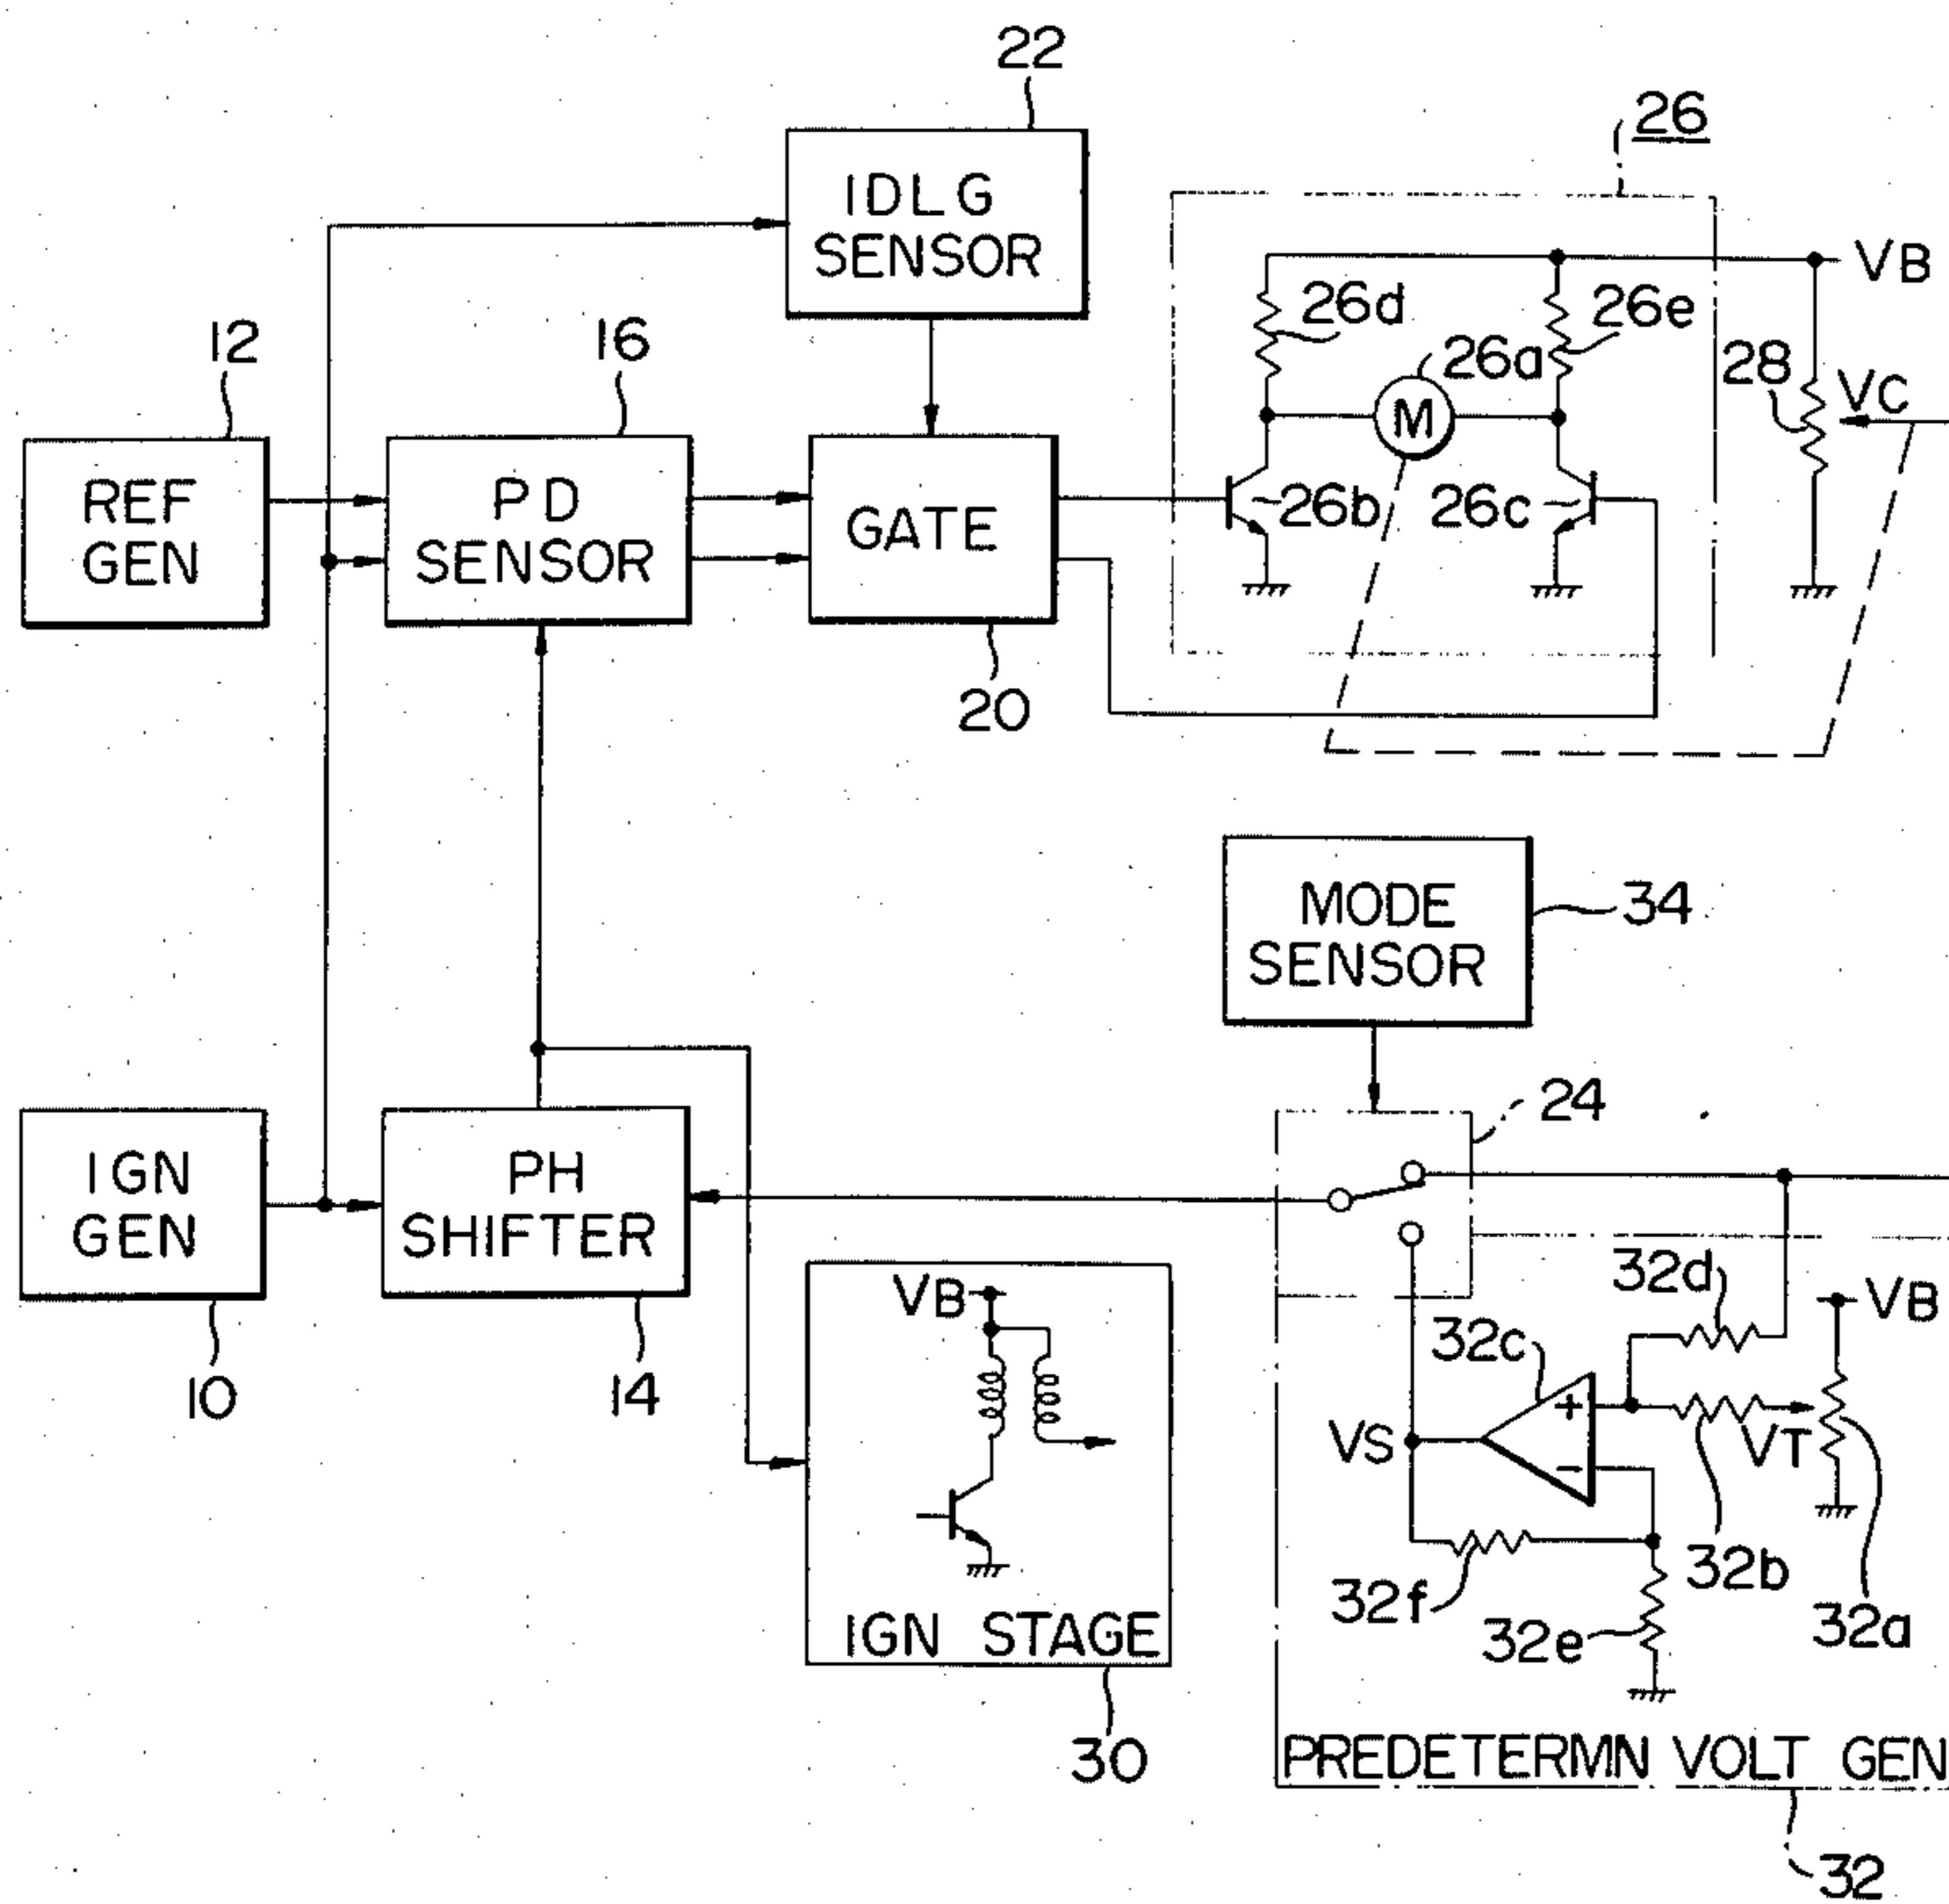 22
26
IDLG
SENSOR
VB
26d
26e
12
16
26a
28
VC
REF
GEN
PD
SENSOR
GATE
M
26b
26c
20
MODE
SENSOR
34
24
IGN
GEN
PH
SHIFTER
32d
VB
VB
32c
10
14
+
VS
VT
-
32b
32f
32a
IGN STAGE
32e
30
PREDETERMN VOLT GEN
32